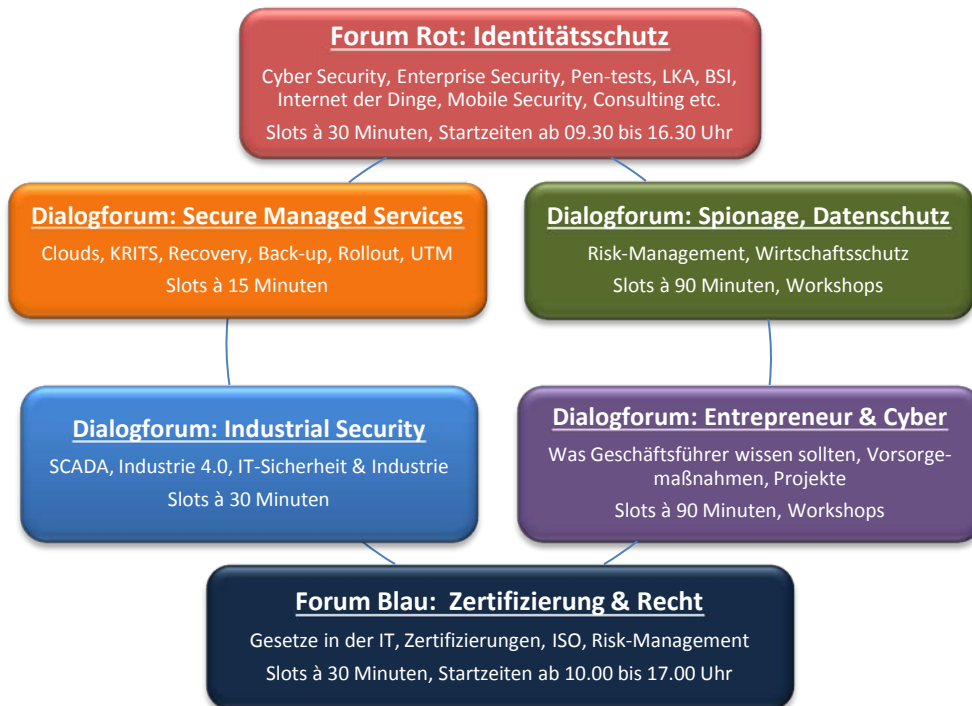 Forum Rot: Identitätsschutz
Cyber Security, Enterprise Security, Pen-tests, LKA, BSI,
Internet der Dinge, Mobile Security, Consulting etc.
Slots à 30 Minuten, Startzeiten ab 09.30 bis 16.30 Uhr
Dialogforum: Secure Managed Services
Clouds, KRITS, Recovery, Back-up, Rollout, UTM
Slots à 15 Minuten
Dialogforum: Spionage, Datenschutz
Risk-Management, Wirtschaftsschutz
Slots à 90 Minuten, Workshops
Dialogforum: Industrial Security
SCADA, Industrie 4.0, IT-Sicherheit & Industrie
Slots à 30 Minuten
Dialogforum: Entrepreneur & Cyber
Was Geschäftsführer wissen sollten, Vorsorge-
maßnahmen, Projekte
Slots à 90 Minuten, Workshops
Forum Blau: Zertifizierung & Recht
Gesetze in der IT, Zertifizierungen, ISO, Risk-Management
Slots à 30 Minuten, Startzeiten ab 10.00 bis 17.00 Uhr